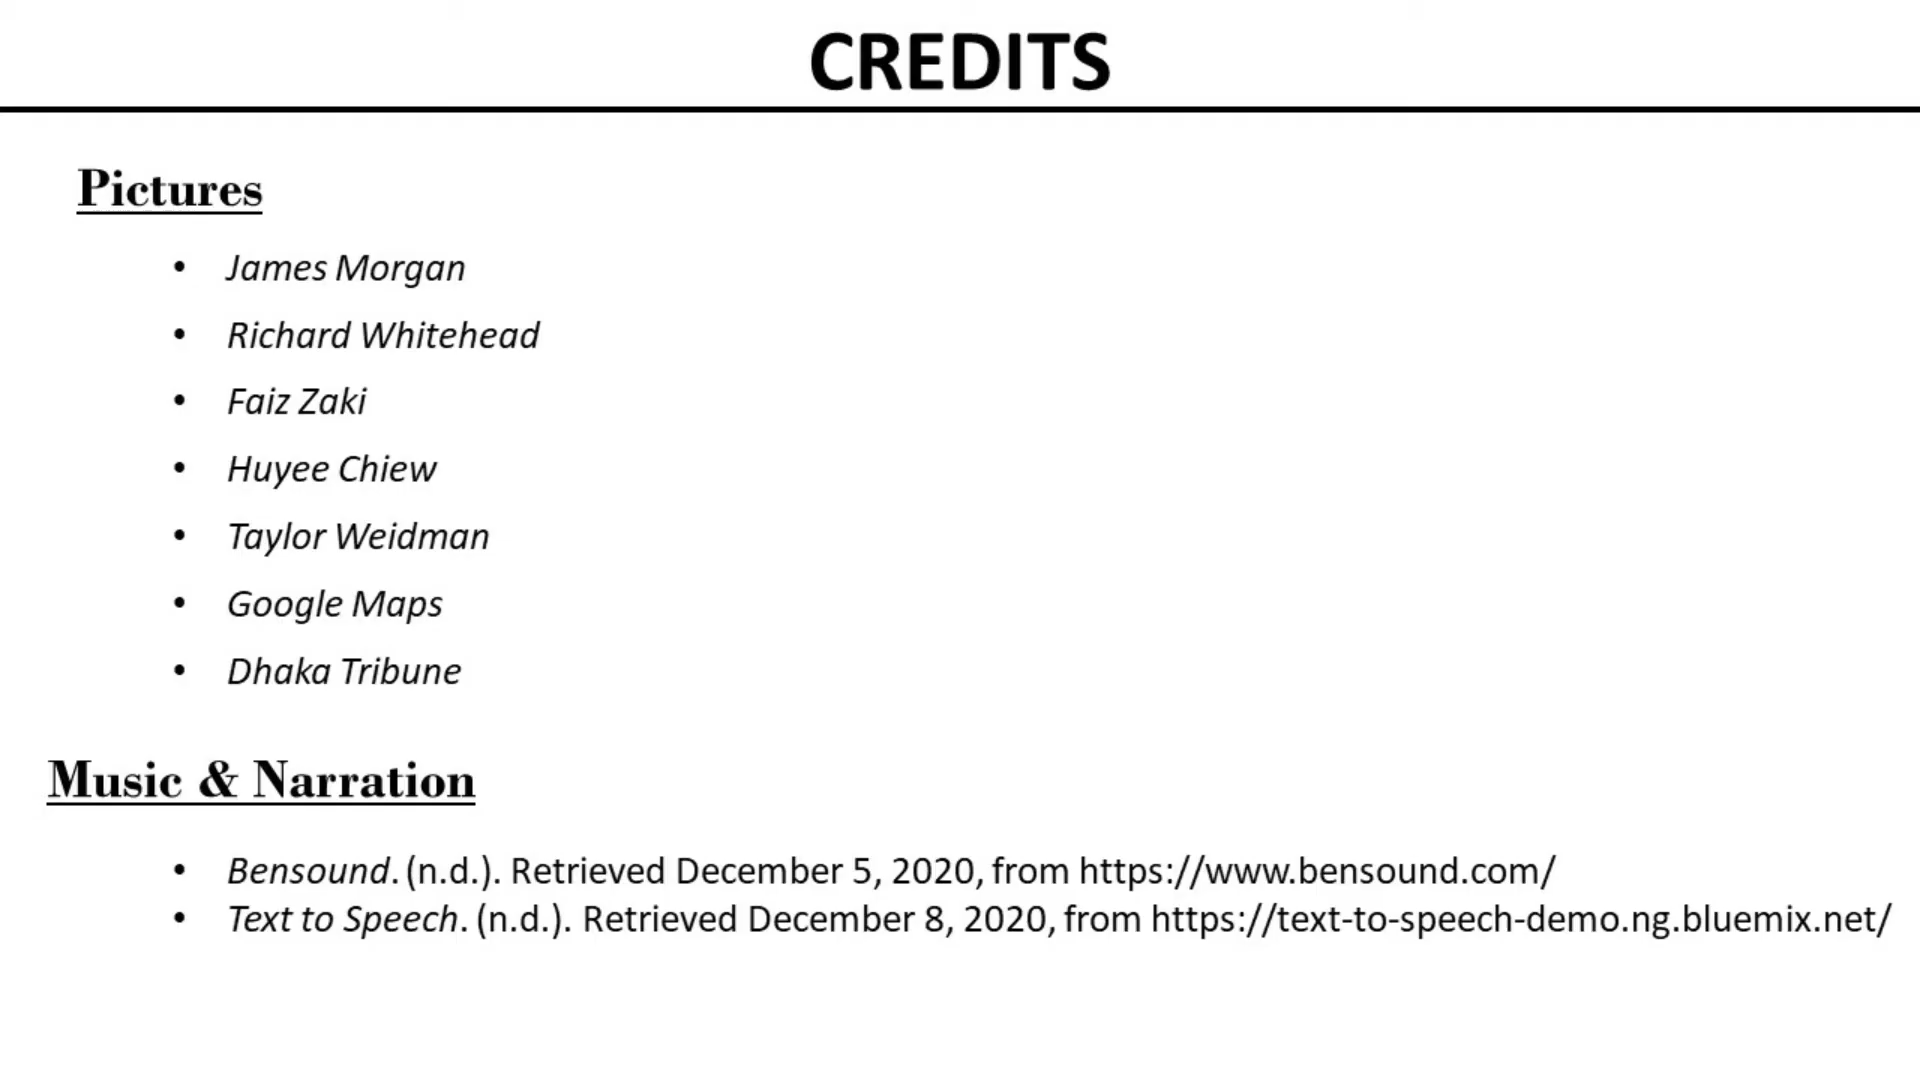 CREDITS
Pictures
• James Morgan
• Richard Whitehead
• Faiz Zaki
• Huyee Chiew
• Taylor Weidman
• Google Maps
• Dhaka Tribune
Music & Narration
• Bensound. (n.d.). Retrieved December 5, 2020, from https://www.bensound.com/
• Text to Speech. (n.d.). Retrieved December 8, 2020, from https://text-to-speech-demo.ng.bluemix.net/